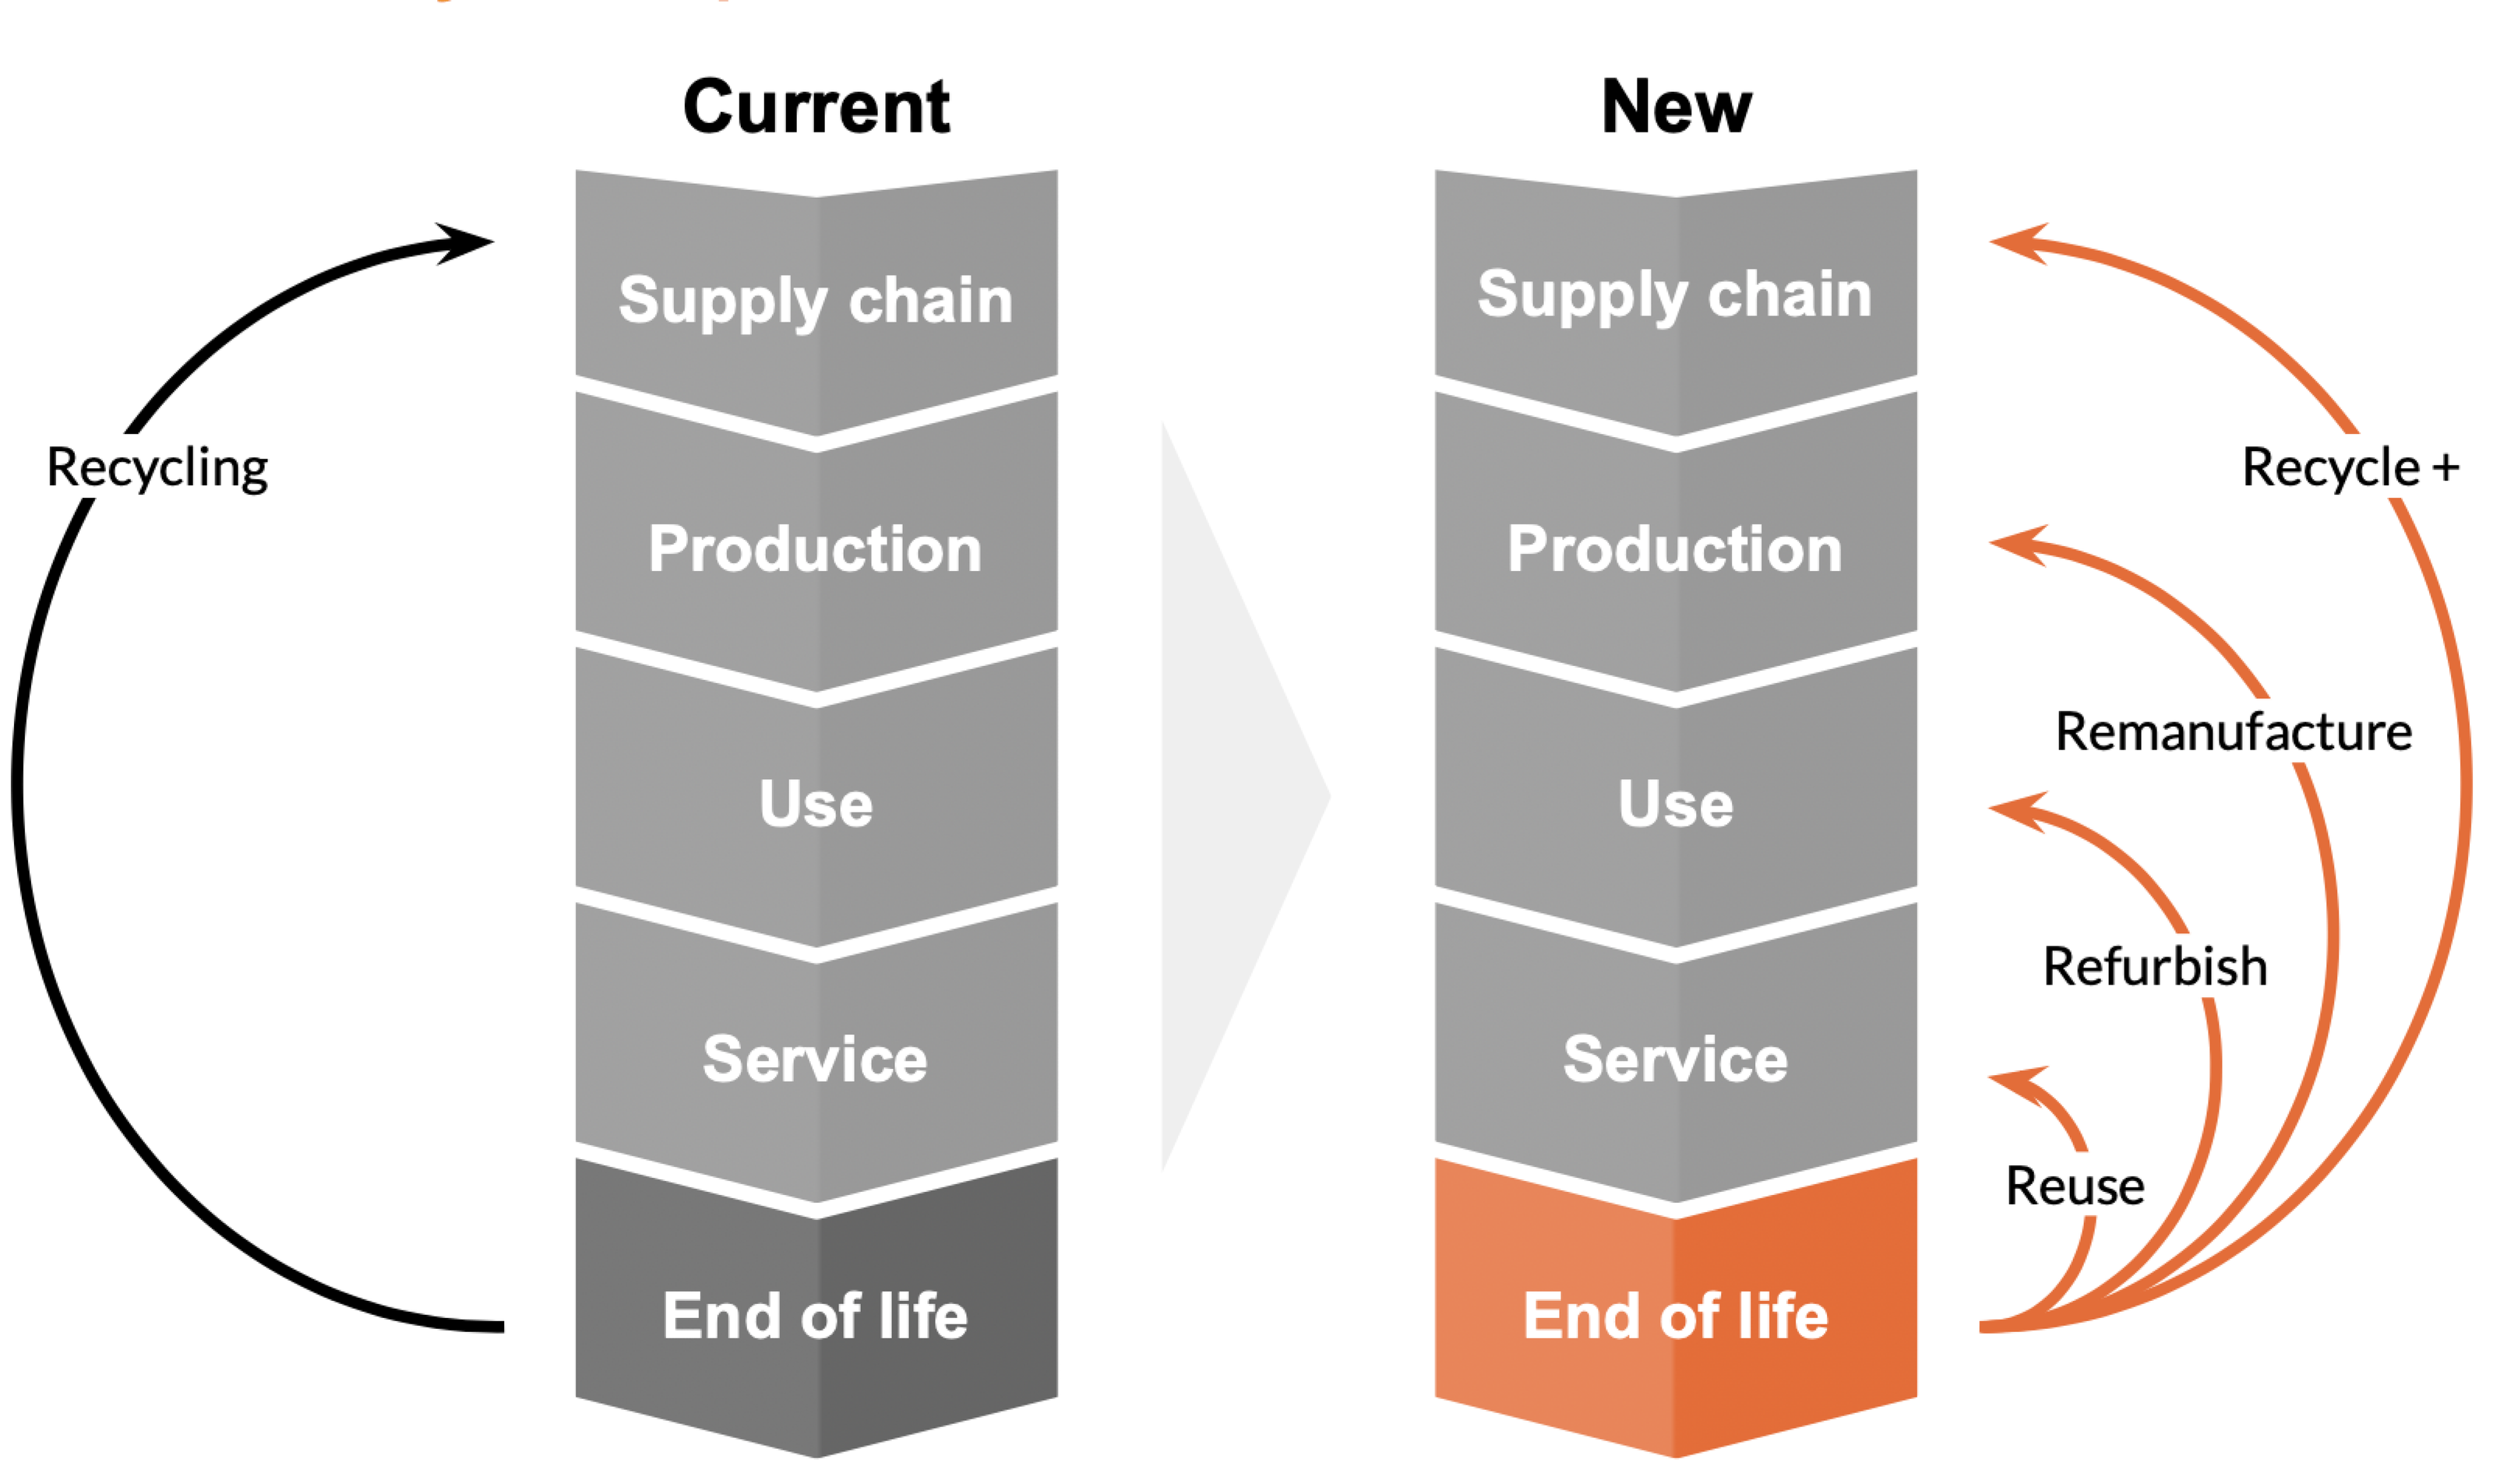 Current
Supply chain
Production
Use
Service
End of life
Recycling
New
Supply chain
Production
Use
Service
End of life
Recycle +
Remanufacture
Refurbish
Reuse